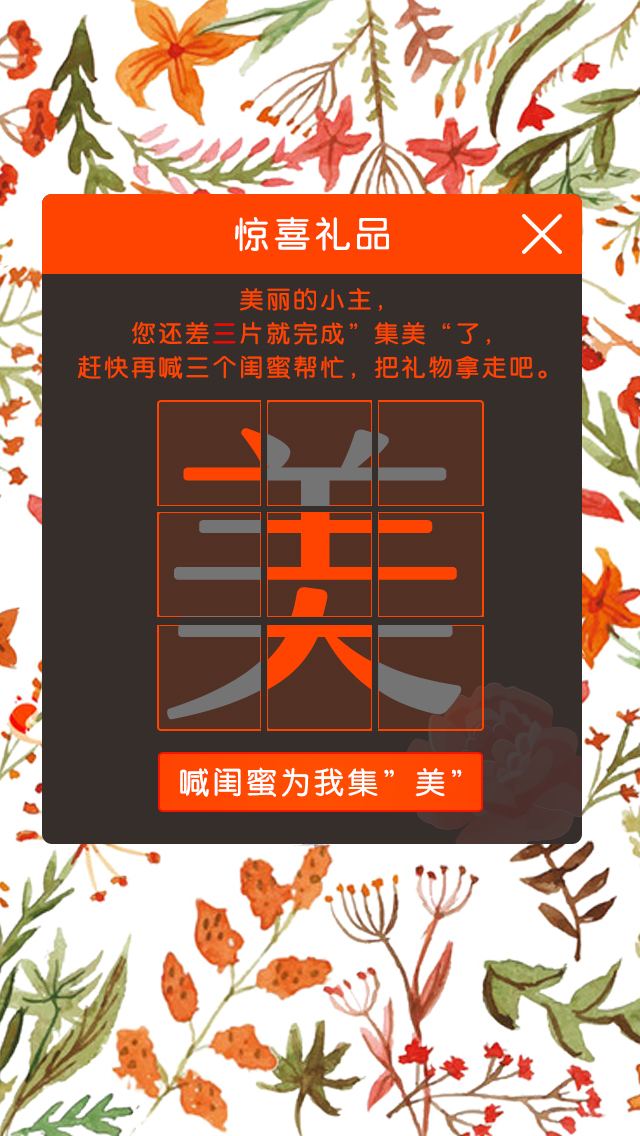 惊喜礼品
美丽的小主，
您还差三片就完成”集美“了，
赶快再喊三个闺蜜帮忙，把礼物拿走吧。
美
喊闺蜜为我集”美”